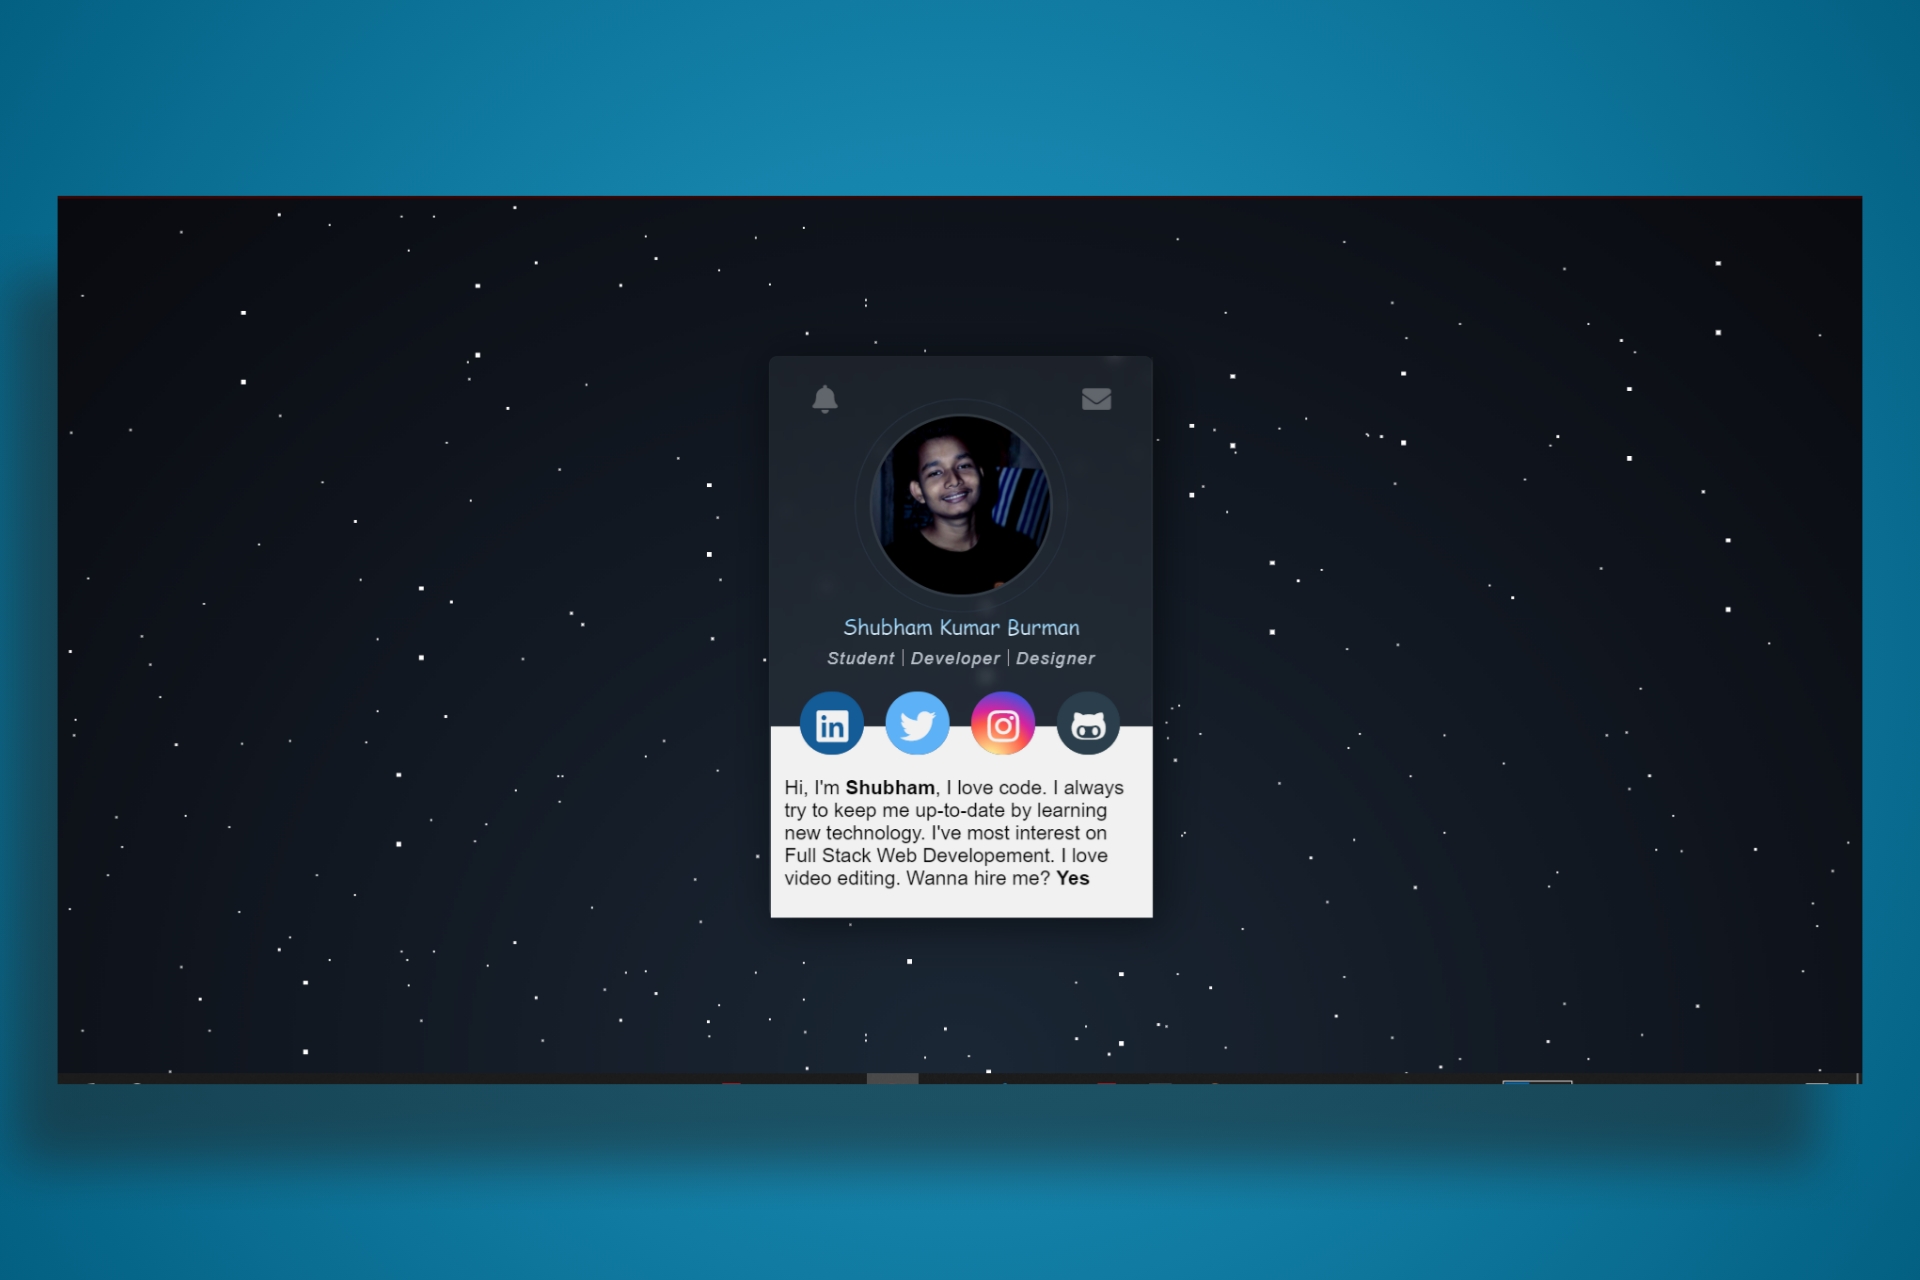 Shubham Kumar Burman
Student | Developer | Designer
in
Hi, I'm Shubham, I love code. I always
try to keep me up-to-date by learning
new technology. I've most interest on
Full Stack Web Developement. I love
video editing. Wanna hire me? Yes